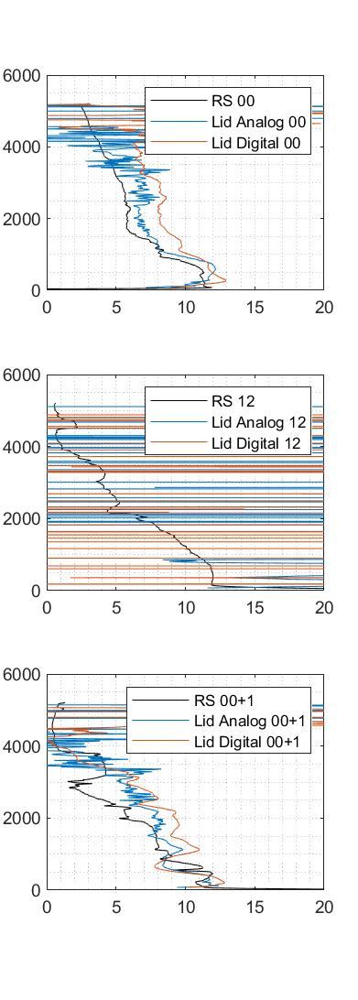 6000
RS 00
Lid Analog 00
Lid Digital 00
4000
2000
0
0 5 10 15 20
6000
RS 12
Lid Analog 12
Lid Digital 12
4000
2000
0
0 5 10 15 20
6000
RS 00+1
Lid Analog 00+1
Lid Digital 00+1
4000
2000
0
0 5 10 15 20